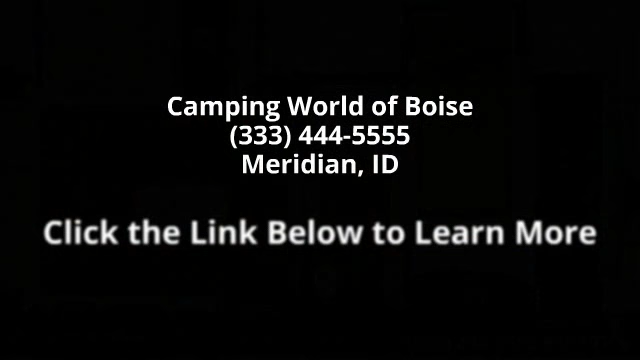 Camping World of Boise
(333) 444-5555
Meridian, ID
Click the Link Below to Learn More